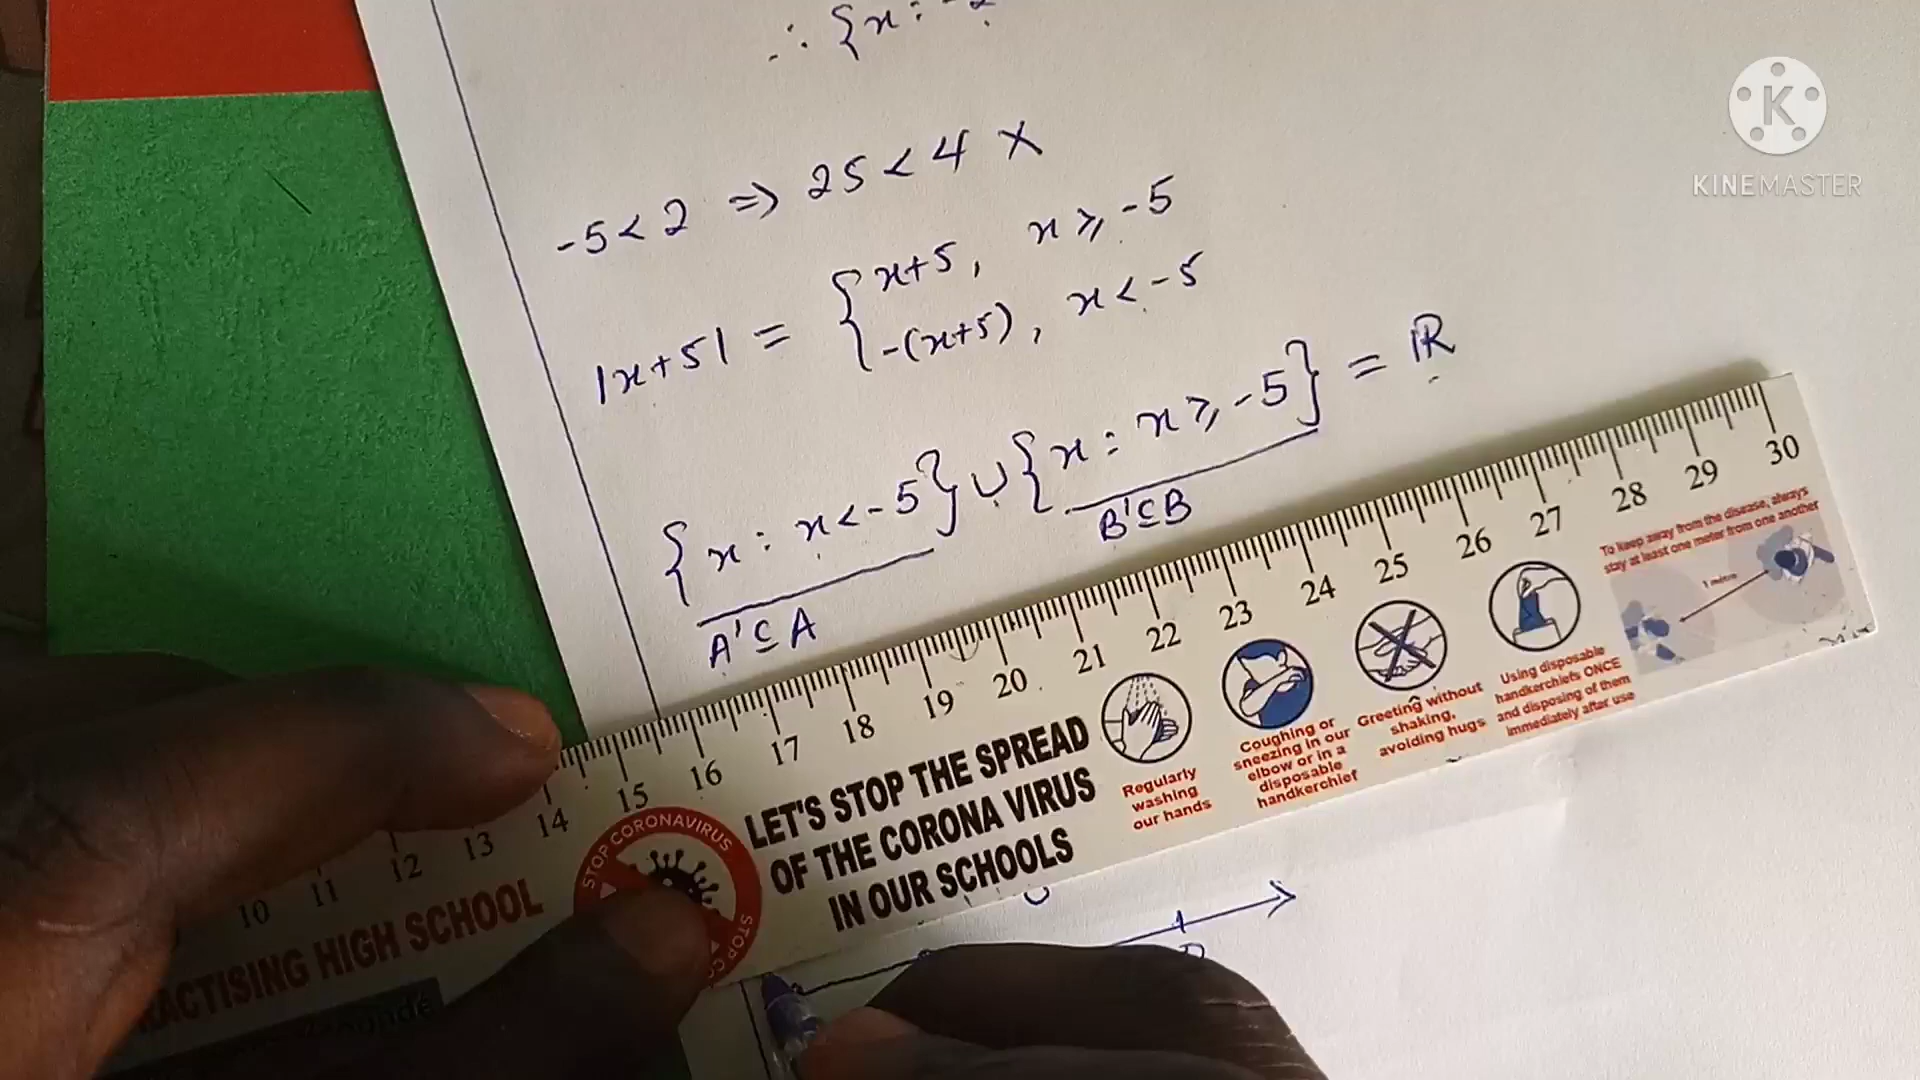 ∴ {x : -2
-5 < 2 ⇒ 25 < 4 X
|x+5| = { x+5, x ≥ -5
-(x+5), x < -5
{x : x < -5} ∪ {x : x ≥ -5} = ℝ
A' ⊆ A
B' ⊆ B
KINEMASTER
10 11 12 13 14 15 16 17 18 19 20 21 22 23 24 25 26 27 28 29 30
RACTISING HIGH SCHOOL
STOP CORONAVIRUS
STOP CO
LET'S STOP THE SPREAD
OF THE CORONA VIRUS
IN OUR SCHOOLS
Regularly
washing
our hands
Coughing or
sneezing in our
elbow or in a
disposable
handkerchief
Greeting without
shaking,
avoiding hugs
Using disposable
handkerchiefs ONCE
and disposing of them
immediately after use
To keep away from the disease, always
stay at least one meter from one another
1 metre
0